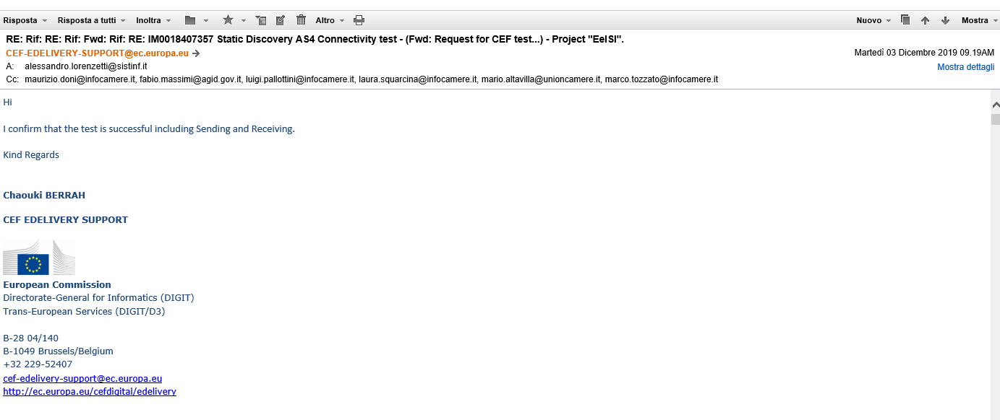 Risposta Risposta a tutti Inoltra Altro Nuovo Mostra
RE: Rif: RE: Rif: Fwd: Rif: RE: IM0018407357 Static Discovery AS4 Connectivity test - (Fwd: Request for CEF test...) - Project "EeISI".
CEF-EDELIVERY-SUPPORT@ec.europa.eu Martedì 03 Dicembre 2019 09.19AM
A: alessandro.lorenzetti@sistinf.it Mostra dettagli
Cc: maurizio.doni@infocamere.it, fabio.massimi@agid.gov.it, luigi.pallottini@infocamere.it, laura.squarcina@infocamere.it, mario.altavilla@unioncamere.it, marco.tozzato@infocamere.it
Hi
I confirm that the test is successful including Sending and Receiving.
Kind Regards
Chaouki BERRAH
CEF EDELIVERY SUPPORT
European Commission
Directorate-General for Informatics (DIGIT)
Trans-European Services (DIGIT/D3)
B-28 04/140
B-1049 Brussels/Belgium
+32 229-52407
cef-edelivery-support@ec.europa.eu
http://ec.europa.eu/cefdigital/edelivery